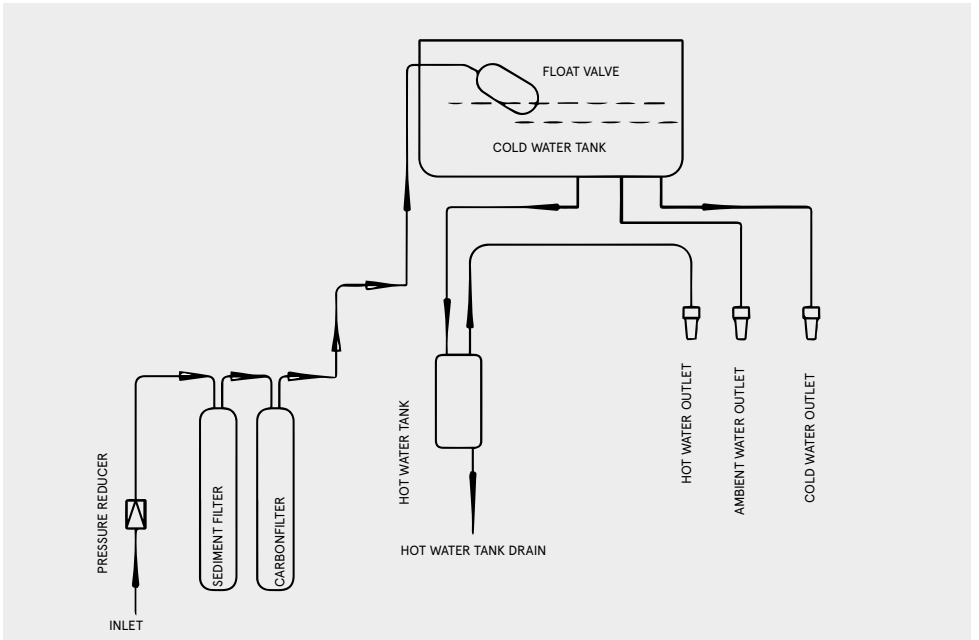 FLOAT VALVE
COLD WATER TANK
HOT WATER OUTLET
AMBIENT WATER OUTLET
COLD WATER OUTLET
HOT WATER TANK
PRESSURE REDUCER
SEDIMENT FILTER
CARBONFILTER
HOT WATER TANK DRAIN
INLET